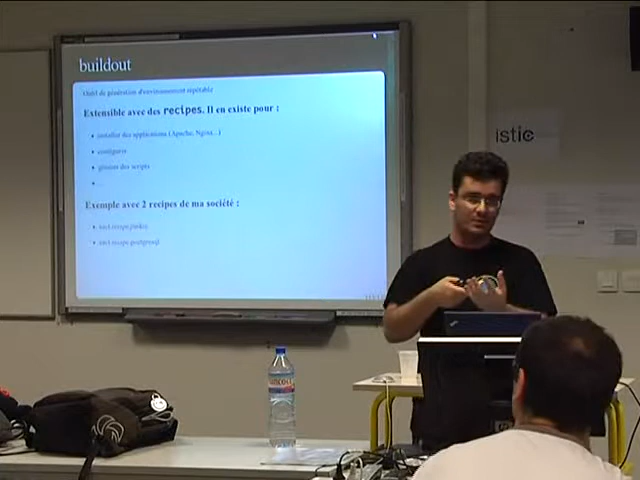 buildout
Outil de génération d'environnement répétable
Extensible avec des recipes. Il en existe pour :
installer des applications (Apache, Nginx...)
configurer
générer des scripts
...
Exemple avec 2 recipes de ma société :
istic